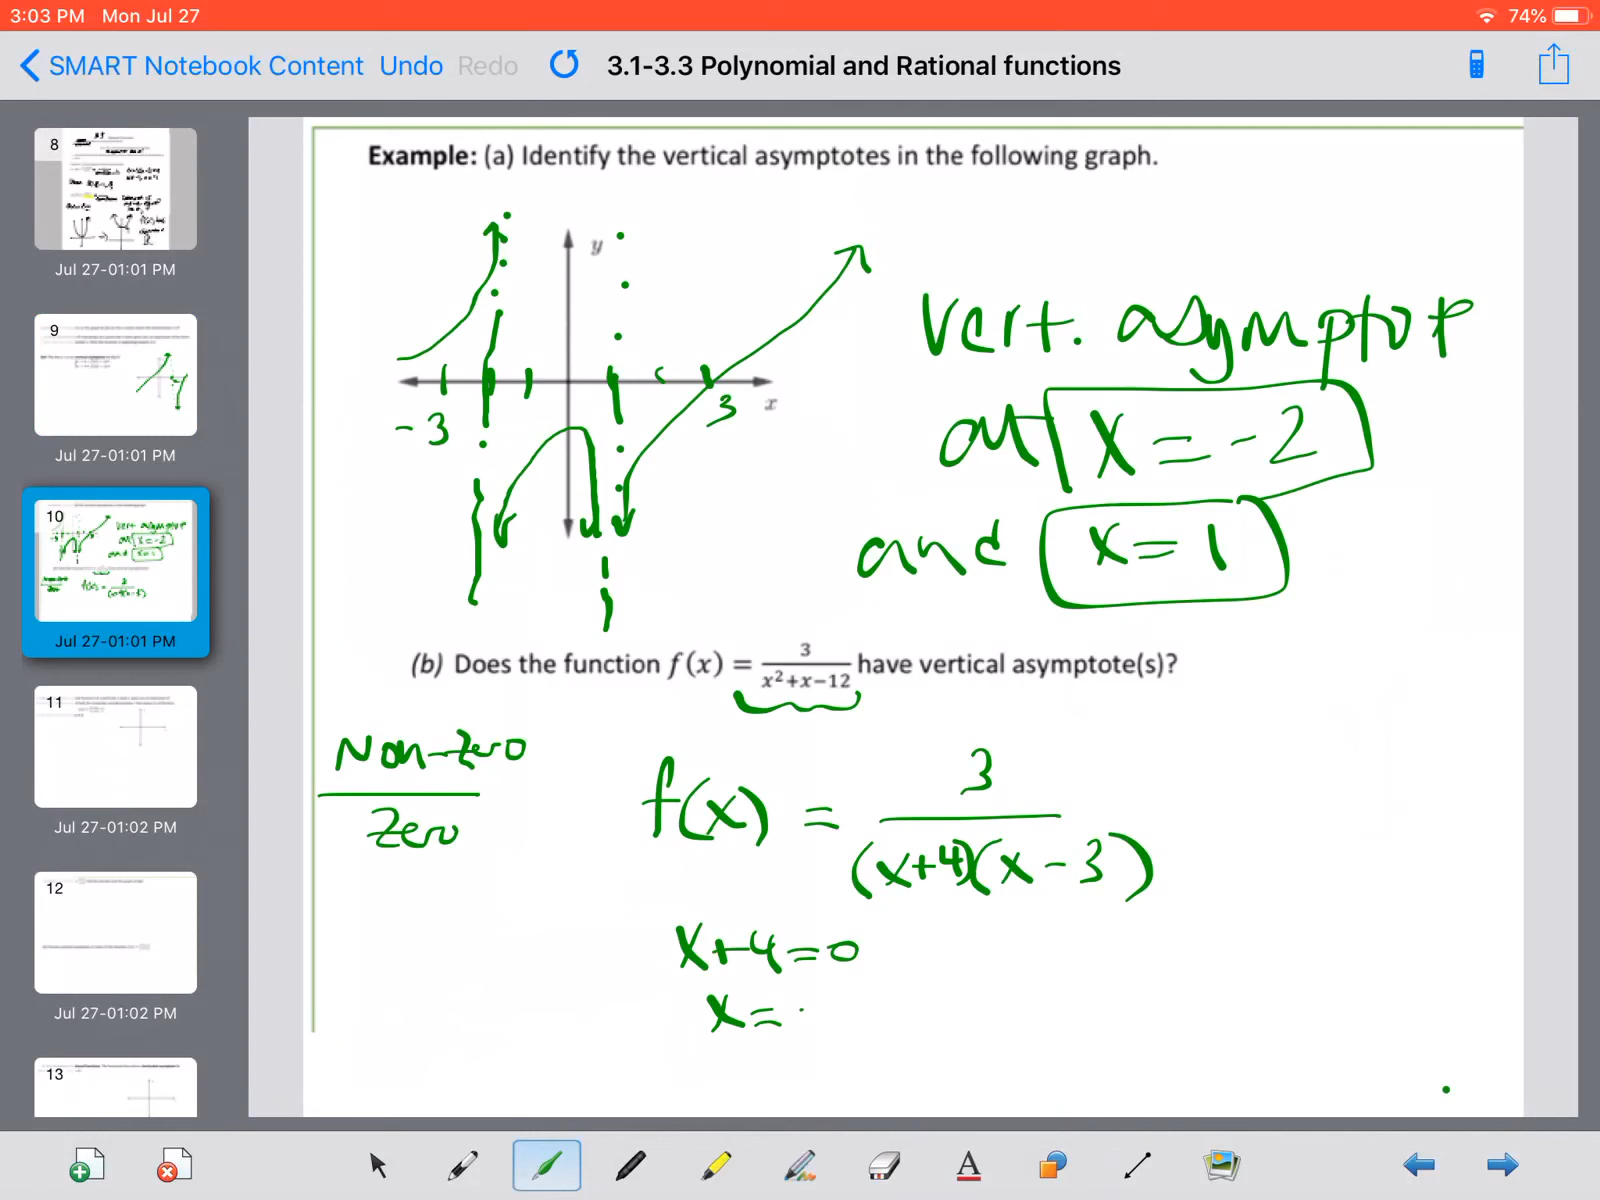 3:03 PM Mon Jul 27
74%
SMART Notebook Content Undo Redo
3.1-3.3 Polynomial and Rational functions
8
Jul 27-01:01 PM
9
Jul 27-01:01 PM
10
Jul 27-01:01 PM
11
Jul 27-01:02 PM
12
Jul 27-01:02 PM
13
Example: (a) Identify the vertical asymptotes in the following graph.
y
-3
3
x
Vert. asymptot
at x = -2
and x = 1
(b) Does the function f(x) = 3/(x²+x−12) have vertical asymptote(s)?
Non-zero
Zero
f(x) = 3/((x+4)(x-3))
x+4=0
x=
A